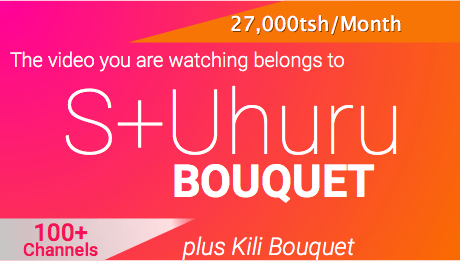 27,000tsh/Month
The video you are watching belongs to
S+Uhuru
BOUQUET
100+
Channels
plus Kili Bouquet